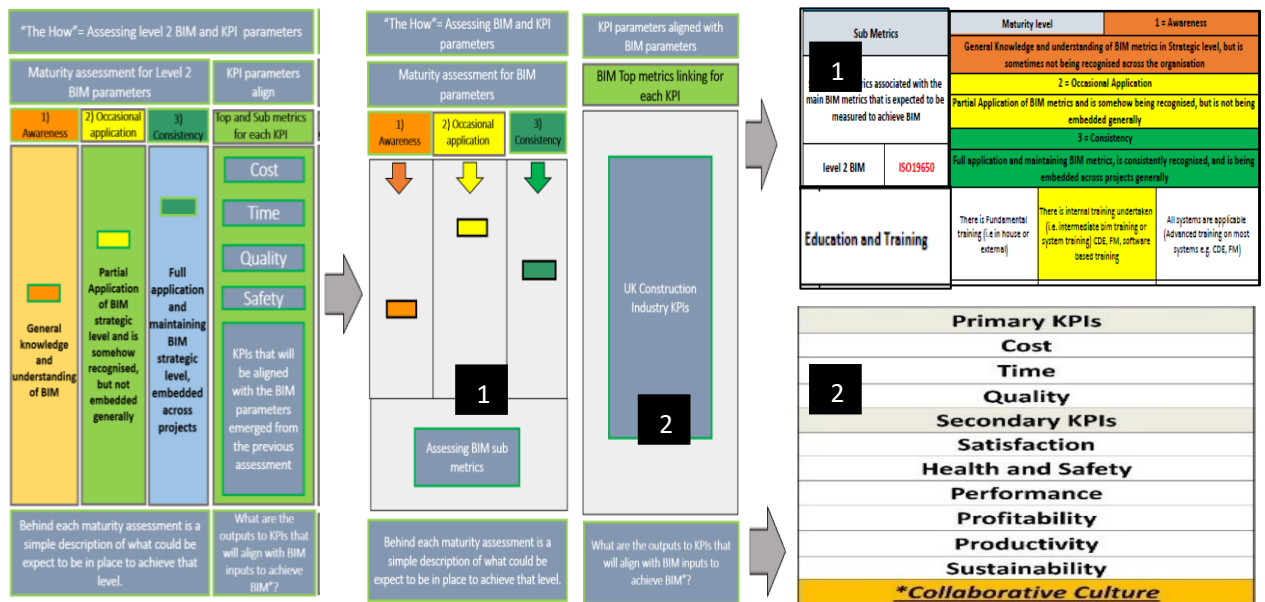 “The How”= Assessing level 2 BIM and KPI parameters
Maturity assessment for Level 2
BIM parameters
KPI parameters
align
1)
Awareness
2) Occasional
application
3)
Consistency
Top and Sub metrics
for each KPI
General
knowledge
and
understanding
of BIM
Partial
Application
of BIM
strategic
level and is
somehow
recognised,
but not
embedded
generally
Full
application
and
maintaining
BIM
strategic
level,
embedded
across
projects
Cost
Time
Quality
Safety
KPIs that will
be aligned
with the BIM
parameters
emerged from
the previous
assessment
Behind each maturity assessment is a
simple description of what could be
expect to be in place to achieve that
level.
What are the
outputs to KPIs that
will align with BIM
inputs to achieve
BIM"?
“The How”= Assessing BIM and KPI
parameters
Maturity assessment for BIM
parameters
1)
Awareness
2) Occasional
application
3)
Consistency
1
Assessing BIM sub
metrics
Behind each maturity assessment is a
simple description of what could be
expect to be in place to achieve that level.
KPI parameters aligned with
BIM parameters
BIM Top metrics linking for
each KPI
UK Construction
Industry KPIs
2
What are the outputs to KPIs that
will align with BIM inputs to
achieve BIM"?
Sub Metrics
1
metrics associated with the
main BIM metrics that is expected to be
measured to achieve BIM
level 2 BIM
ISO19650
Maturity level
1 = Awareness
General Knowledge and understanding of BIM metrics in Strategic level, but is
sometimes not being recognised across the organisation
2 = Occasional Application
Partial Application of BIM metrics and is somehow being recognised, but is not being
embedded generally
3 = Consistency
Full application and maintaining BIM metrics, is consistently recognised, and is being
embedded across projects generally
Education and Training
There is Fundamental
training (i.e in house or
external)
There is internal training undertaken
(i.e. intermediate bim training or
system training) CDE, FM, software
based training
All systems are applicable
(Advanced training on most
systems e.g. CDE, FM)
2
Primary KPIs
Cost
Time
Quality
Secondary KPIs
Satisfaction
Health and Safety
Performance
Profitability
Productivity
Sustainability
*Collaborative Culture